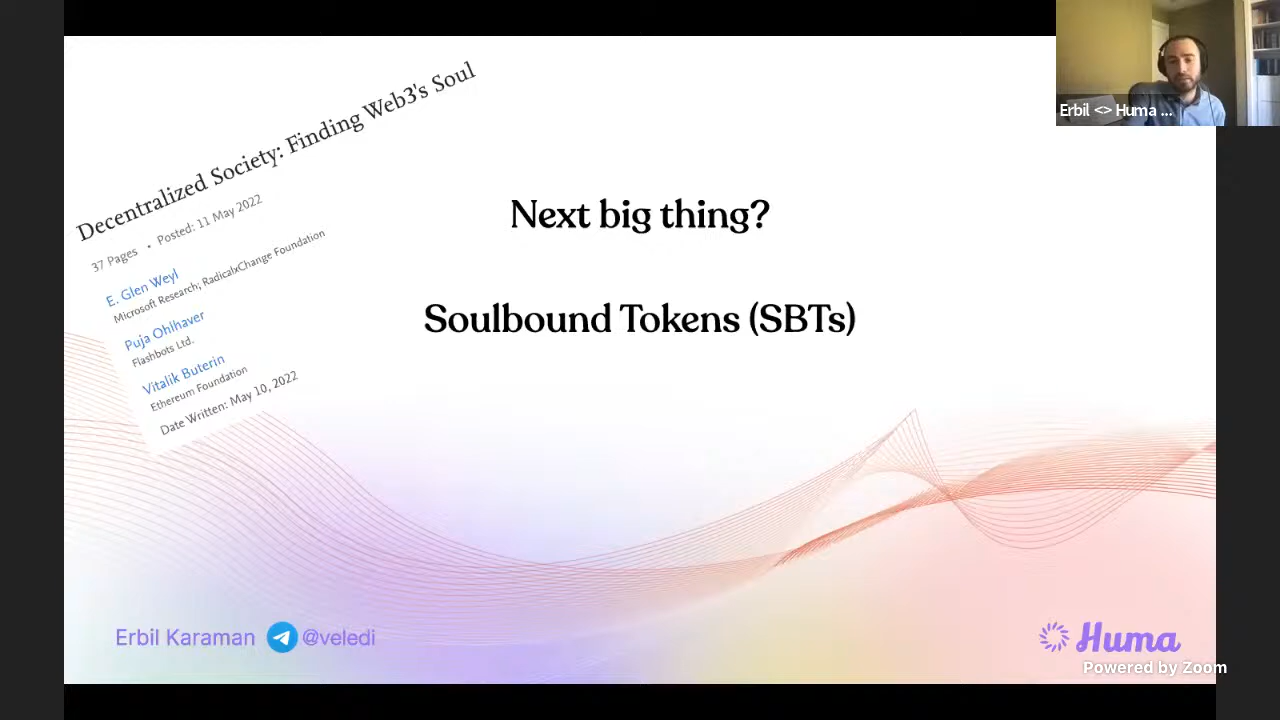 Decentralized Society: Finding Web3's Soul
37 Pages • Posted: 11 May 2022
E. Glen Weyl
Microsoft Research; RadicalxChange Foundation
Puja Ohlhaver
Flashbots Ltd.
Vitalik Buterin
Ethereum Foundation
Date Written: May 10, 2022
Next big thing?
Soulbound Tokens (SBTs)
Erbil <> Huma ...
Erbil Karaman @veledi
Huma
Powered by Zoom